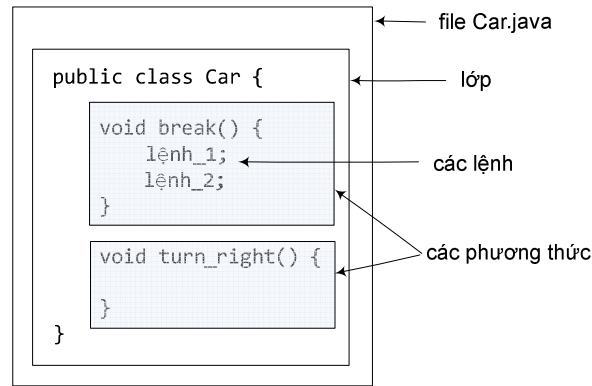 file Car.java
public class Car {
lớp
void break() {
lệnh_1;
các lệnh
lệnh_2;
}
void turn_right() {
các phương thức
}
}